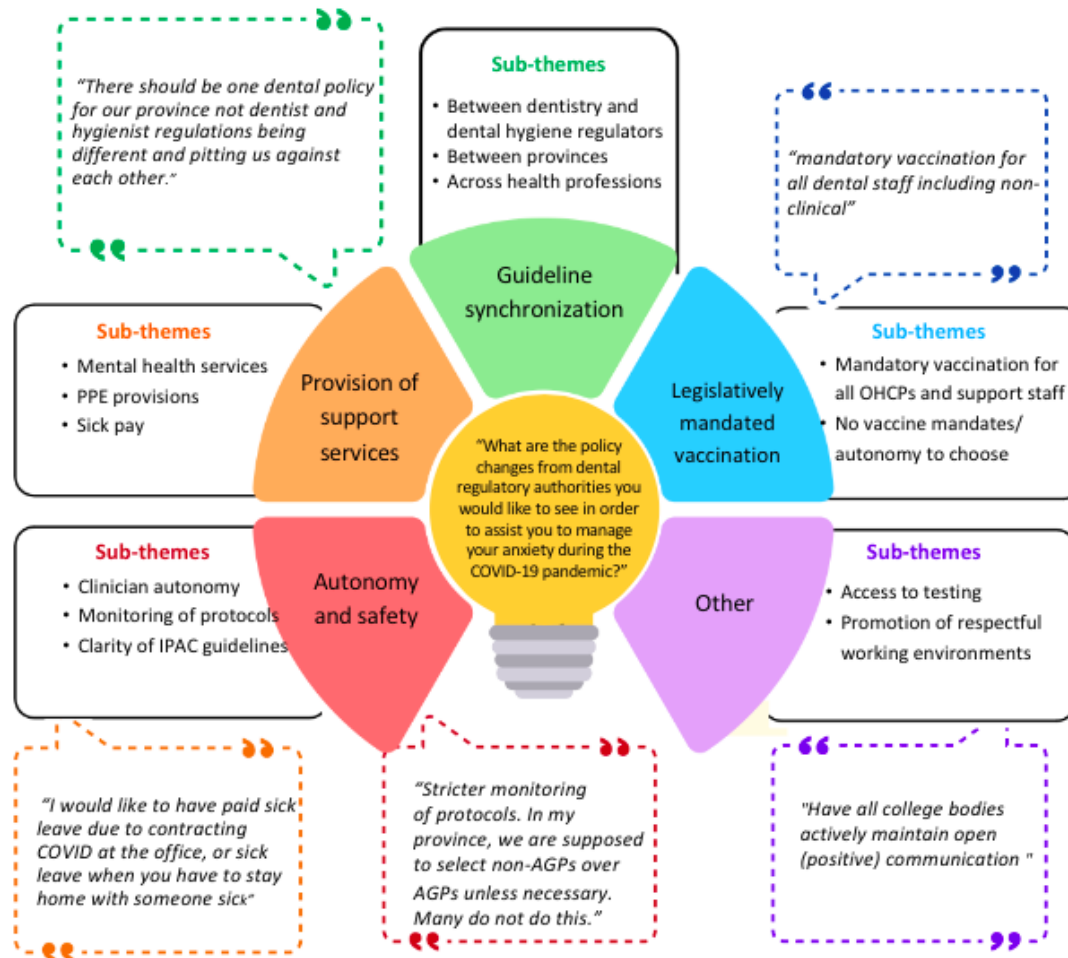 “There should be one dental policy
for our province not dentist and
hygienist regulations being
different and pitting us against
each other.”
Sub-themes
• Between dentistry and
dental hygiene regulators
• Between provinces
• Across health professions
“mandatory vaccination for
all dental staff including non-
clinical”
Guideline
synchronization
Sub-themes
• Mental health services
• PPE provisions
• Sick pay
Provision of
support
services
Legislatively
mandated
vaccination
Sub-themes
• Mandatory vaccination for
all OHCPs and support staff
• No vaccine mandates/
autonomy to choose
“What are the policy
changes from dental
regulatory authorities you
would like to see in order
to assist you to manage
your anxiety during the
COVID-19 pandemic?”
Sub-themes
• Clinician autonomy
• Monitoring of protocols
• Clarity of IPAC guidelines
Autonomy
and safety
Other
Sub-themes
• Access to testing
• Promotion of respectful
working environments
“I would like to have paid sick
leave due to contracting
COVID at the office, or sick
leave when you have to stay
home with someone sick”
“Stricter monitoring
of protocols. In my
province, we are supposed
to select non-AGPs over
AGPs unless necessary.
Many do not do this.”
"Have all college bodies
actively maintain open
(positive) communication "